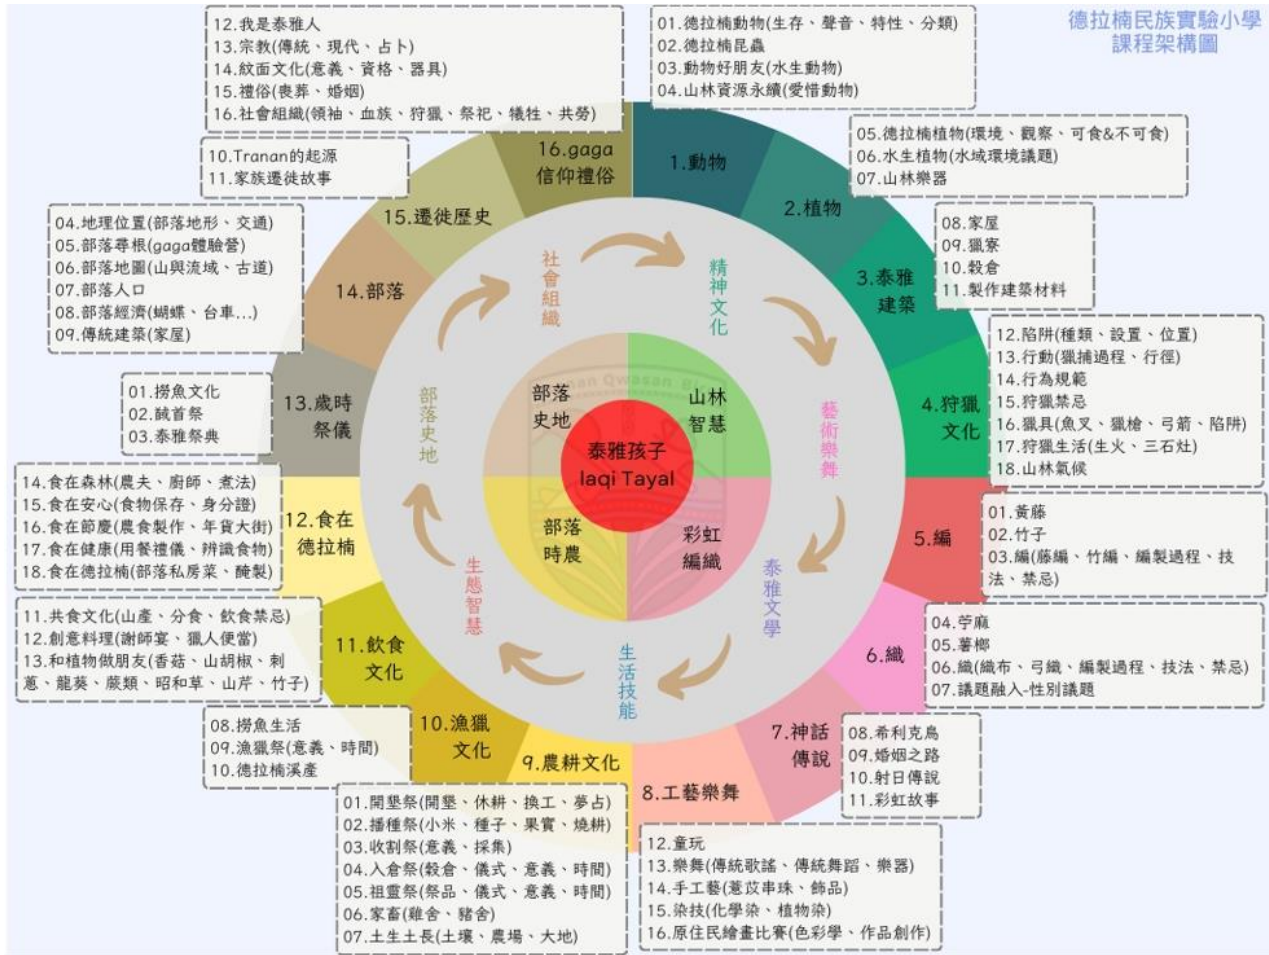 德拉楠民族實驗小學
課程架構圖
12.我是泰雅人
13.宗教(傳統、現代、占卜)
14.紋面文化(意義、資格、器具)
15.禮俗(喪葬、婚姻)
16.社會組織(領袖、血族、狩獵、祭祀、犧牲、共勞)
10.Tranan的起源
11.家族遷徙故事
04.地理位置(部落地形、交通)
05.部落尋根(gaga體驗營)
06.部落地圖(山與流域、古道)
07.部落人口
08.部落經濟(蝴蝶、台車...)
09.傳統建築(家屋)
01.撈魚文化
02.馘首祭
03.泰雅祭典
14.食在森林(農夫、廚師、煮法)
15.食在安心(食物保存、身分證)
16.食在節慶(農食製作、年貨大街)
17.食在健康(用餐禮儀、辨識食物)
18.食在德拉楠(部落私房菜、醃製)
11.共食文化(山產、分食、飲食禁忌)
12.創意料理(謝師宴、獵人便當)
13.和植物做朋友(香菇、山胡椒、刺
蔥、龍葵、蕨類、昭和草、山芹、竹子)
08.撈魚生活
09.漁獵祭(意義、時間)
10.德拉楠溪產
01.開墾祭(開墾、休耕、換工、夢占)
02.播種祭(小米、種子、果實、燒耕)
03.收割祭(意義、採集)
04.入倉祭(穀倉、儀式、意義、時間)
05.祖靈祭(祭品、儀式、意義、時間)
06.家畜(雞舍、豬舍)
07.土生土長(土壤、農場、大地)
01.德拉楠動物(生存、聲音、特性、分類)
02.德拉楠昆蟲
03.動物好朋友(水生動物)
04.山林資源永續(愛惜動物)
05.德拉楠植物(環境、觀察、可食&不可食)
06.水生植物(水域環境議題)
07.山林樂器
08.家屋
09.獵寮
10.穀倉
11.製作建築材料
12.陷阱(種類、設置、位置)
13.行動(獵捕過程、行徑)
14.行為規範
15.狩獵禁忌
16.獵具(魚叉、獵槍、弓箭、陷阱)
17.狩獵生活(生火、三石灶)
18.山林氣候
01.黃藤
02.竹子
03.編(藤編、竹編、編製過程、技
法、禁忌)
04.苧麻
05.薯榔
06.織(織布、弓織、編製過程、技法、禁忌)
07.議題融入-性別議題
08.希利克鳥
09.婚姻之路
10.射日傳說
11.彩虹故事
12.童玩
13.樂舞(傳統歌謠、傳統舞蹈、樂器)
14.手工藝(薏苡串珠、飾品)
15.染技(化學染、植物染)
16.原住民繪畫比賽(色彩學、作品創作)
1.動物
2.植物
3.泰雅
建築
4.狩獵
文化
5.編
6.織
7.神話
傳說
8.工藝樂舞
9.農耕文化
10.漁獵
文化
11.飲食
文化
12.食在
德拉楠
13.歲時
祭儀
14.部落
15.遷徙歷史
16.gaga
信仰禮俗
社會組織
精神文化
藝術樂舞
泰雅文學
生活技能
生態智慧
部落史地
部落
史地
山林
智慧
彩虹
編織
部落
時農
泰雅孩子
laqi Tayal